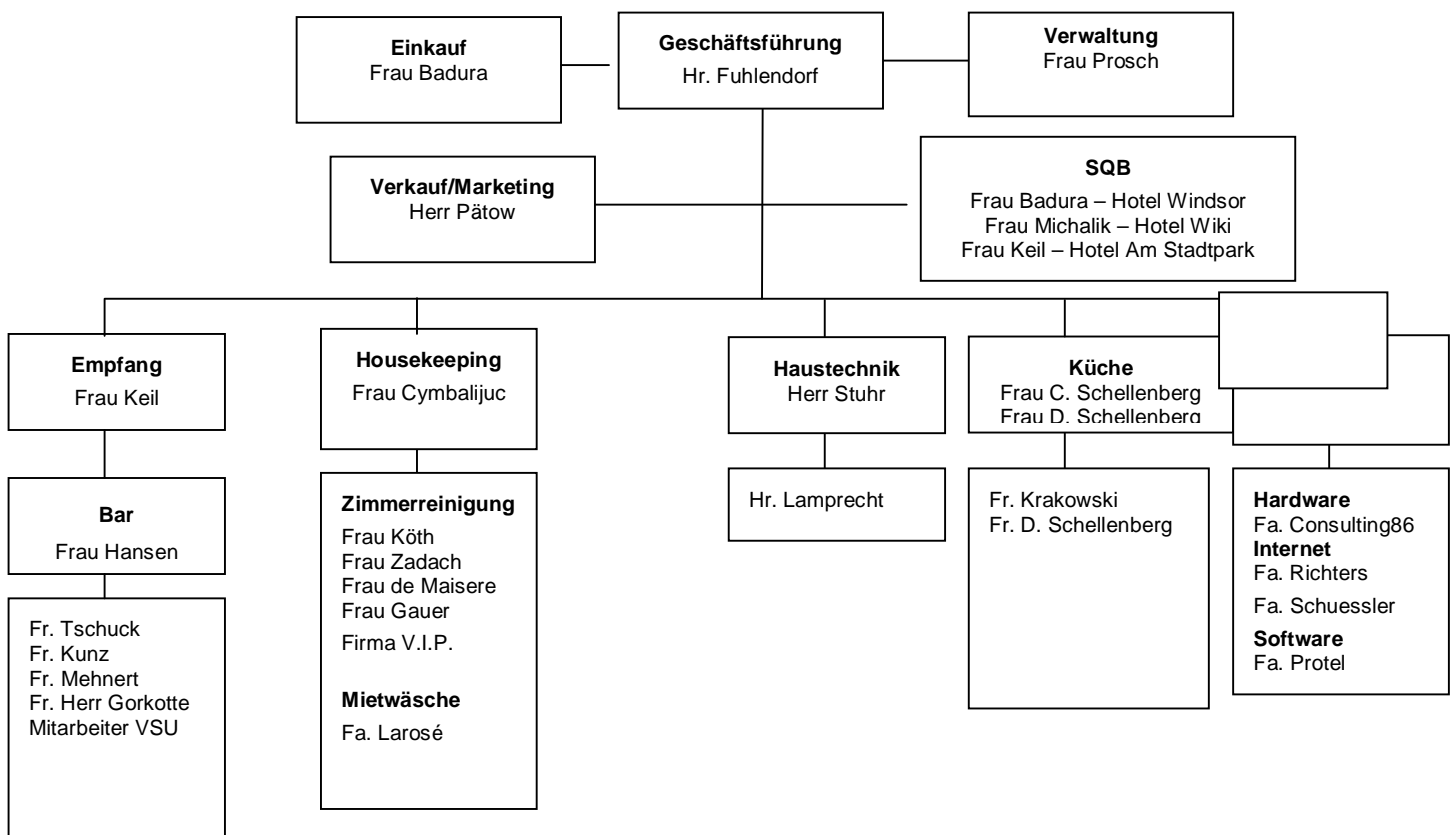 Einkauf
Frau Badura
Geschäftsführung
Hr. Fuhlendorf
Verwaltung
Frau Prosch
Verkauf/Marketing
Herr Pätow
SQB
Frau Badura – Hotel Windsor
Frau Michalik – Hotel Wiki
Frau Keil – Hotel Am Stadtpark
Empfang
Frau Keil
Housekeeping
Frau Cymbalijuc
Haustechnik
Herr Stuhr
Küche
Frau C. Schellenberg
Frau D. Schellenberg
Bar
Frau Hansen
Fr. Tschuck
Fr. Kunz
Fr. Mehnert
Fr. Herr Gorkotte
Mitarbeiter VSU
Zimmerreinigung
Frau Köth
Frau Zadach
Frau de Maisere
Frau Gauer
Firma V.I.P.
Mietwäsche
Fa. Larosé
Hr. Lamprecht
Fr. Krakowski
Fr. D. Schellenberg
Hardware
Fa. Consulting86
Internet
Fa. Richters
Fa. Schuessler
Software
Fa. Protel